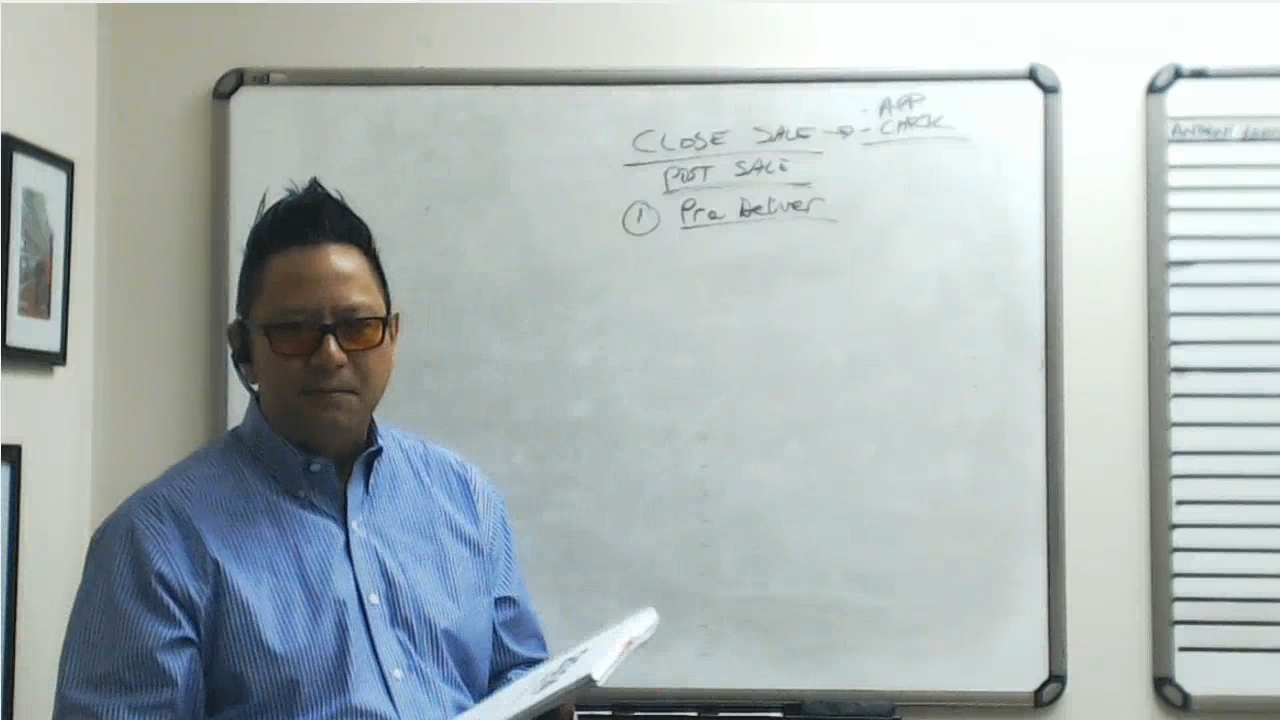 - APP
CLOSE SALE → - CHECK
POST SALE
① Pre Deliver